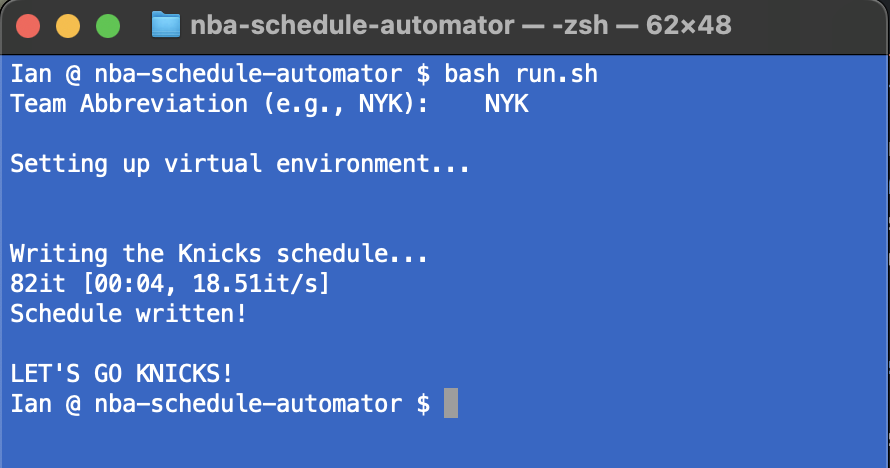 nba-schedule-automator — -zsh — 62×48
Ian @ nba-schedule-automator $ bash run.sh
Team Abbreviation (e.g., NYK):    NYK
Setting up virtual environment...
Writing the Knicks schedule...
82it [00:04, 18.51it/s]
Schedule written!
LET'S GO KNICKS!
Ian @ nba-schedule-automator $